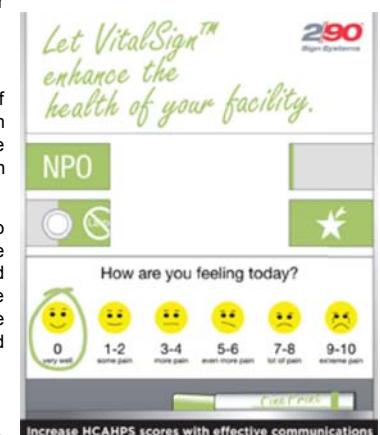 Let VitalSign™
enhance the
health of your facility.
2/90
Sign Systems
NPO
How are you feeling today?
0
very well
1-2
some pain
3-4
more pain
5-6
even more pain
7-8
lot of pain
9-10
extreme pain
Fine Point
Increase HCAHPS scores with effective communications